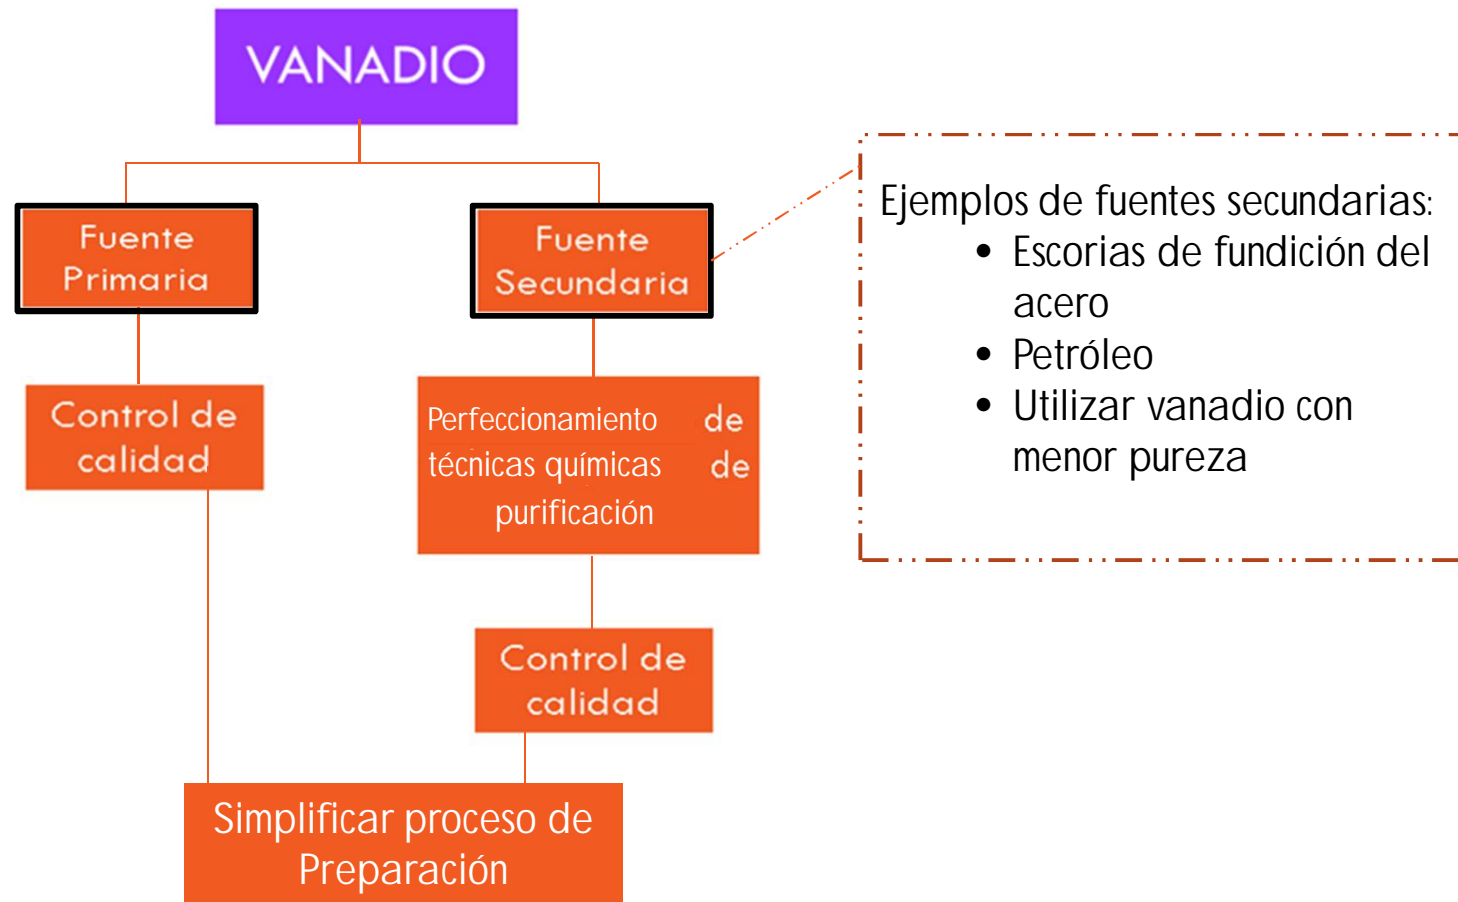 VANADIO
Fuente
Primaria
Fuente
Secundaria
Ejemplos de fuentes secundarias:
• Escorias de fundición del
acero
• Petróleo
• Utilizar vanadio con
menor pureza
Control de
calidad
Perfeccionamiento de
técnicas químicas de
purificación
Control de
calidad
Simplificar proceso de
Preparación